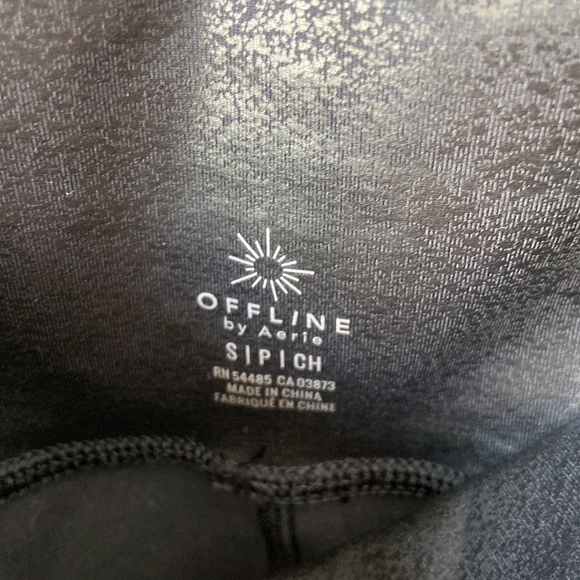 OFFLINE
by Aerie
S|P|CH
RN 54485 CA 03873
MADE IN CHINA
FABRIQUÉ EN CHINE